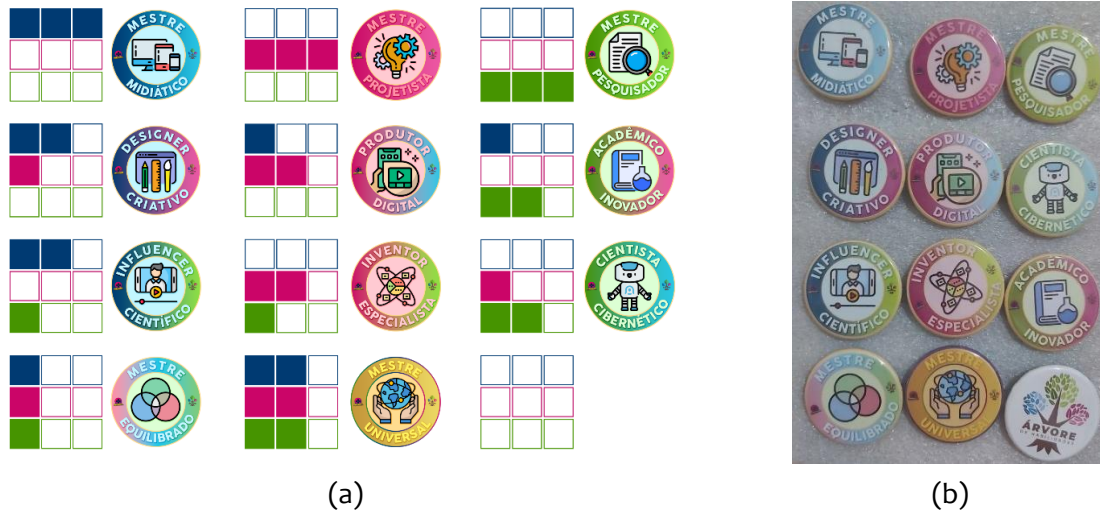 MESTRE
MIDIÁTICO
MESTRE
PROJETISTA
MESTRE
PESQUISADOR
DESIGNER
CRIATIVO
PRODUTOR
DIGITAL
ACADÊMICO
INOVADOR
INFLUENCER
CIENTÍFICO
INVENTOR
ESPECIALISTA
CIENTISTA
CIBERNÉTICO
MESTRE
EQUILIBRADO
MESTRE
UNIVERSAL
(a)
MESTRE
MIDIÁTICO
MESTRE
PROJETISTA
MESTRE
PESQUISADOR
DESIGNER
CRIATIVO
PRODUTOR
DIGITAL
CIENTISTA
CIBERNÉTICO
INFLUENCER
CIENTÍFICO
INVENTOR
ESPECIALISTA
ACADÊMICO
INOVADOR
MESTRE
EQUILIBRADO
MESTRE
UNIVERSAL
ÁRVORE
DE HABILIDADES
(b)